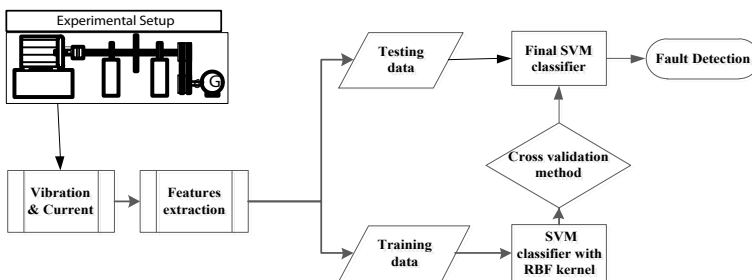 Experimental Setup
G
Vibration
& Current
Features
extraction
Testing
data
Final SVM
classifier
Fault Detection
Cross validation
method
Training
data
SVM
classifier with
RBF kernel